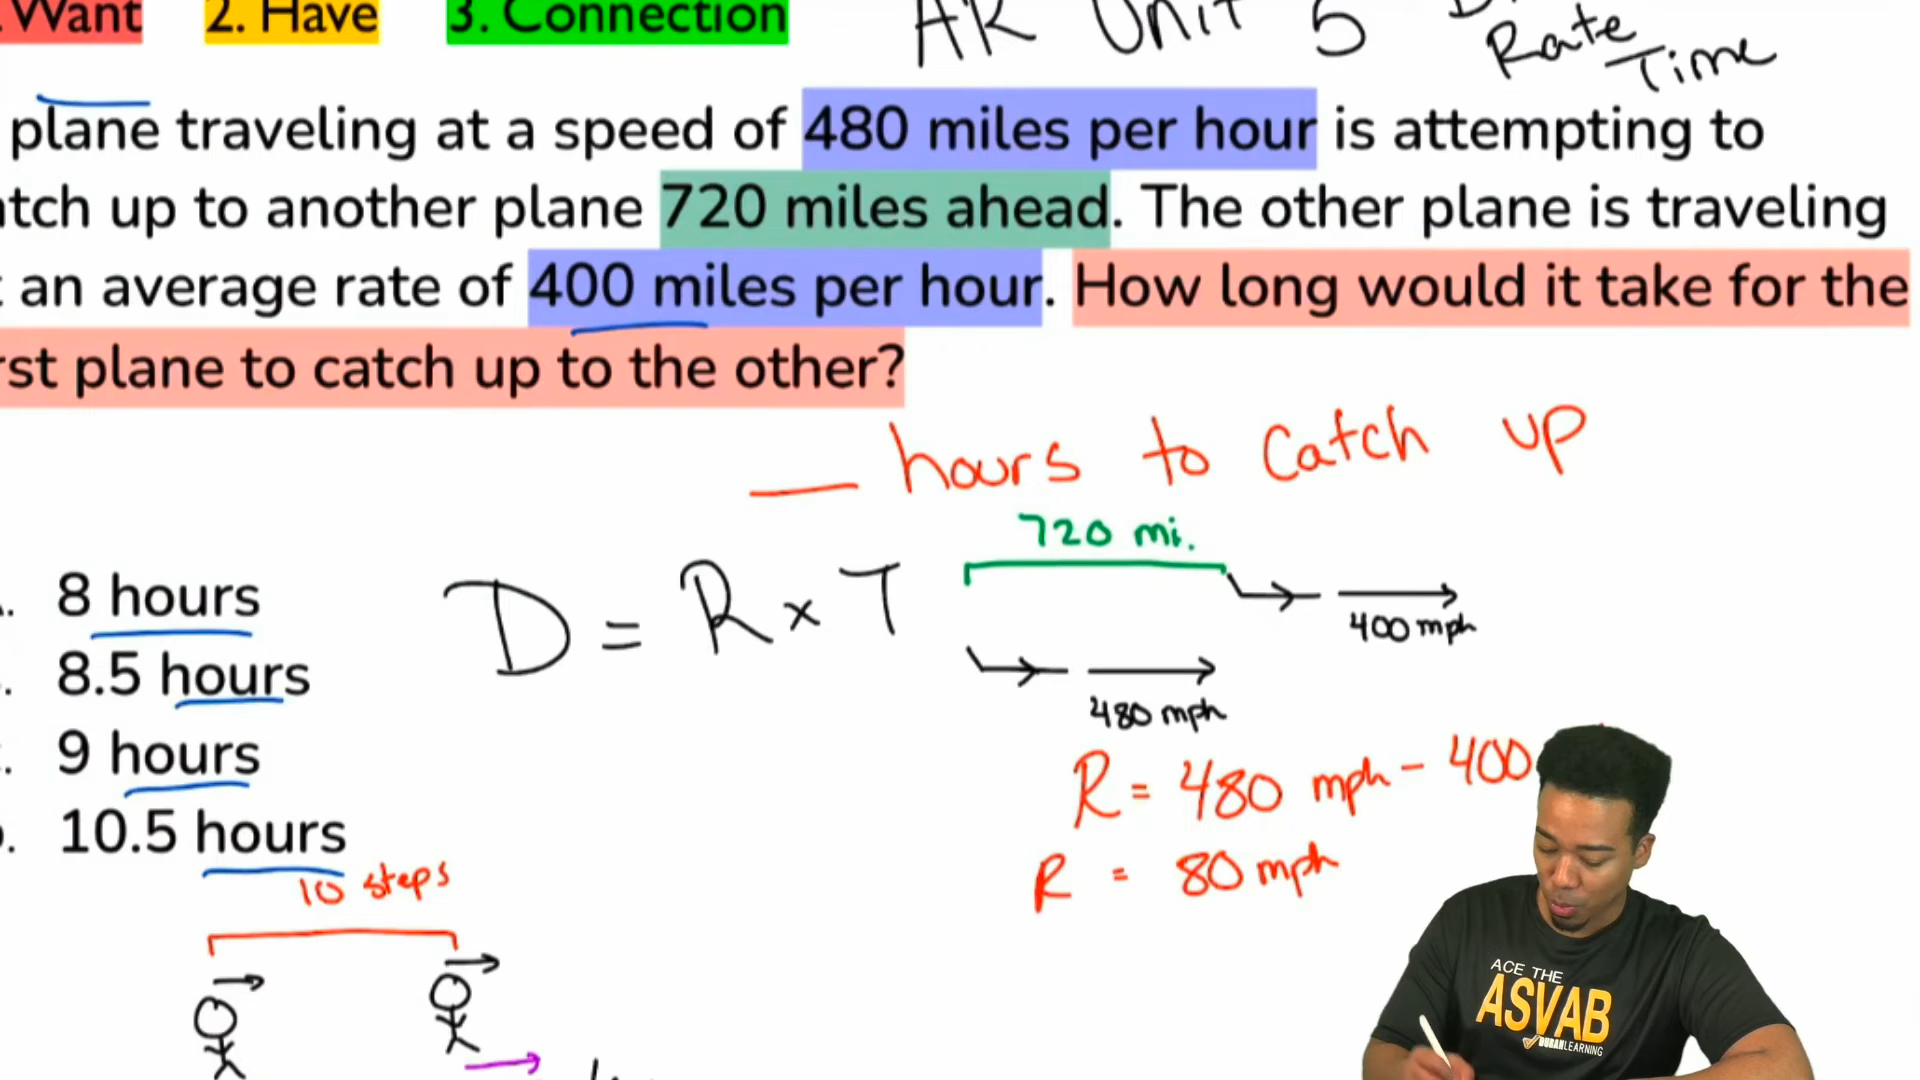 Want 2. Have 3. Connection
AR Unit 5
Rate
Time
plane traveling at a speed of 480 miles per hour is attempting to
tch up to another plane 720 miles ahead. The other plane is traveling
an average rate of 400 miles per hour. How long would it take for the
rst plane to catch up to the other?
hours to catch up
720 mi.
400 mph
D = R x T
480 mph
8 hours
8.5 hours
9 hours
10.5 hours
R = 480 mph - 400
R = 80 mph
10 steps
ACE THE
ASVAB
DURAN LEARNING